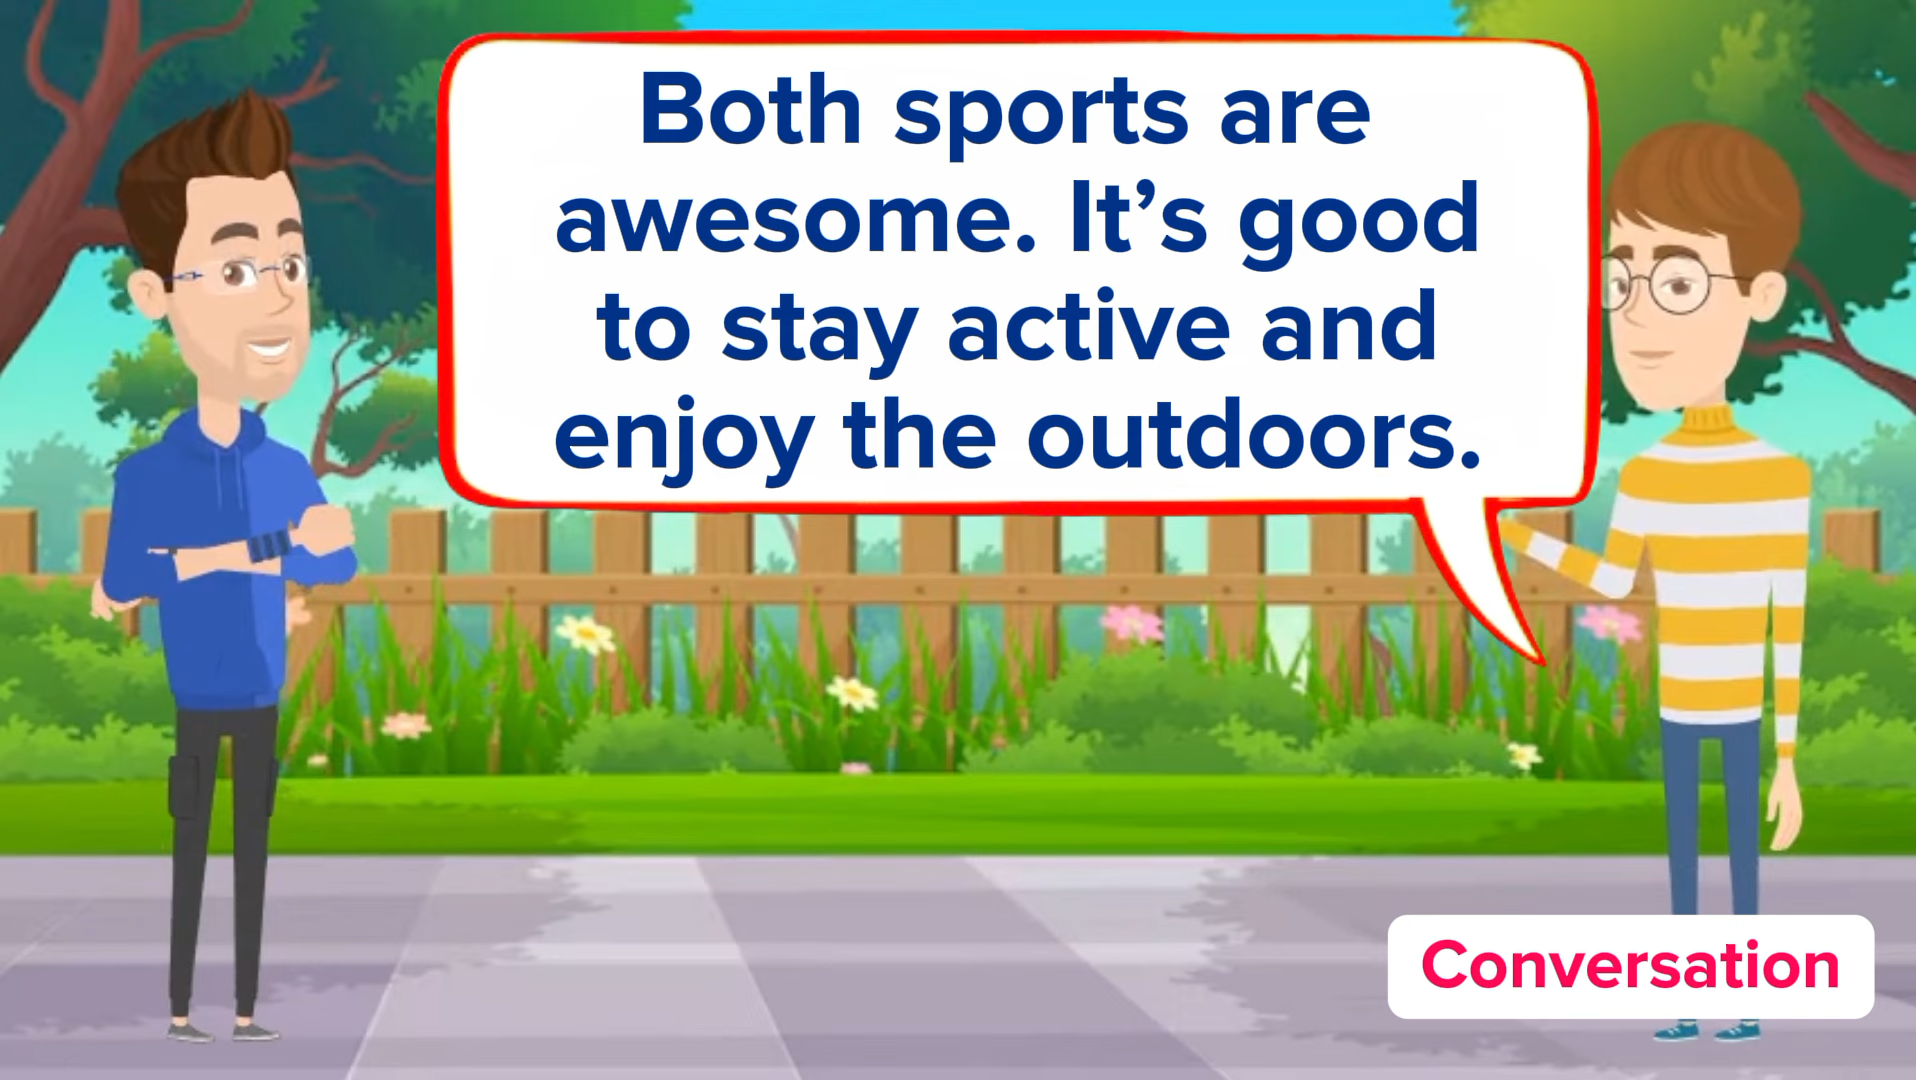 Both sports are
awesome. It’s good
to stay active and
enjoy the outdoors.
Conversation